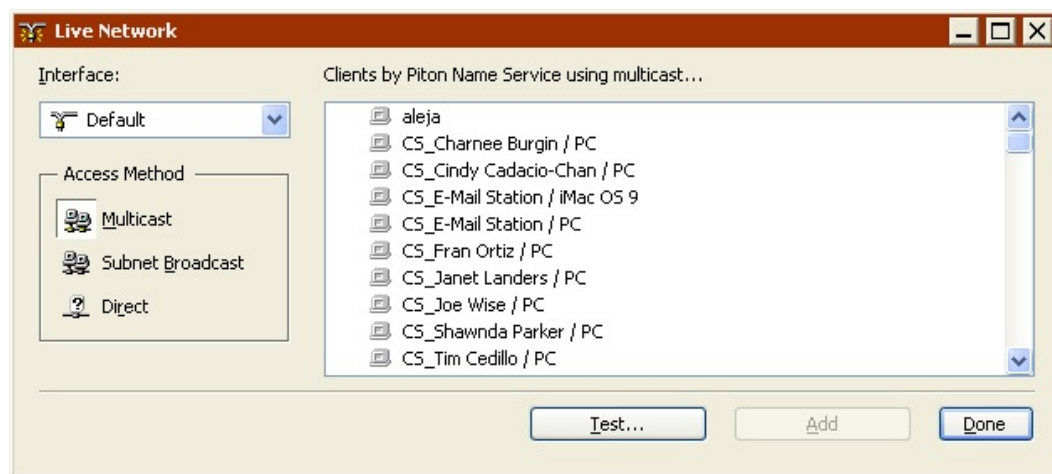 Live Network
Interface:
Default
Access Method
Multicast
Subnet Broadcast
Direct
Clients by Piton Name Service using multicast...
aleja
CS_Charnee Burgin / PC
CS_Cindy Cadacio-Chan / PC
CS_E-Mail Station / iMac OS 9
CS_E-Mail Station / PC
CS_Fran Ortiz / PC
CS_Janet Landers / PC
CS_Joe Wise / PC
CS_Shawnda Parker / PC
CS_Tim Cedillo / PC
Test...
Add
Done